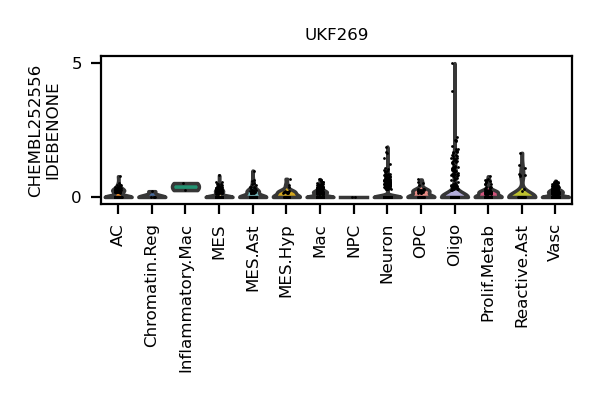 UKF269
CHEMBL252556
IDEBENONE
5
0
AC
Chromatin.Reg
Inflammatory.Mac
MES
MES.Ast
MES.Hyp
Mac
NPC
Neuron
OPC
Oligo
Prolif.Metab
Reactive.Ast
Vasc